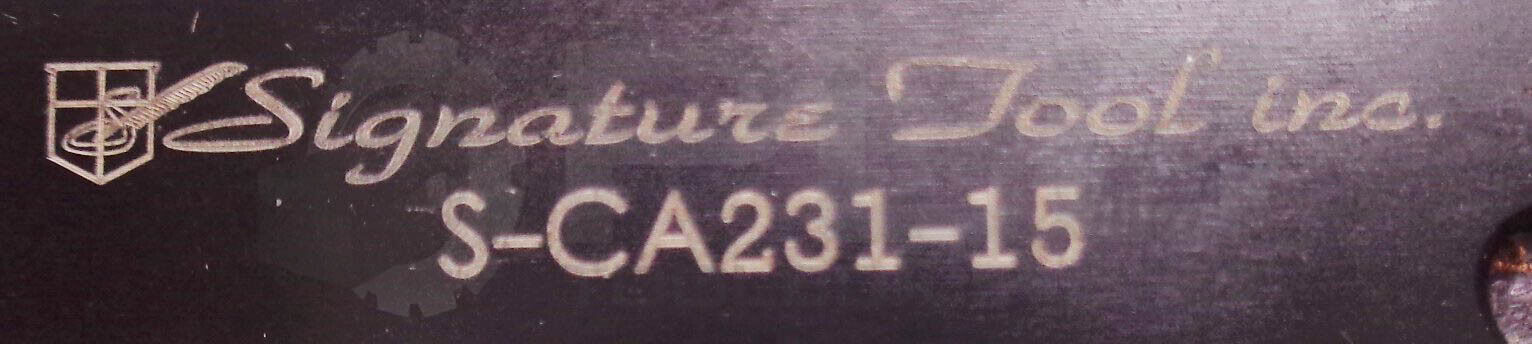 Signature Tool inc.
S-CA231-15